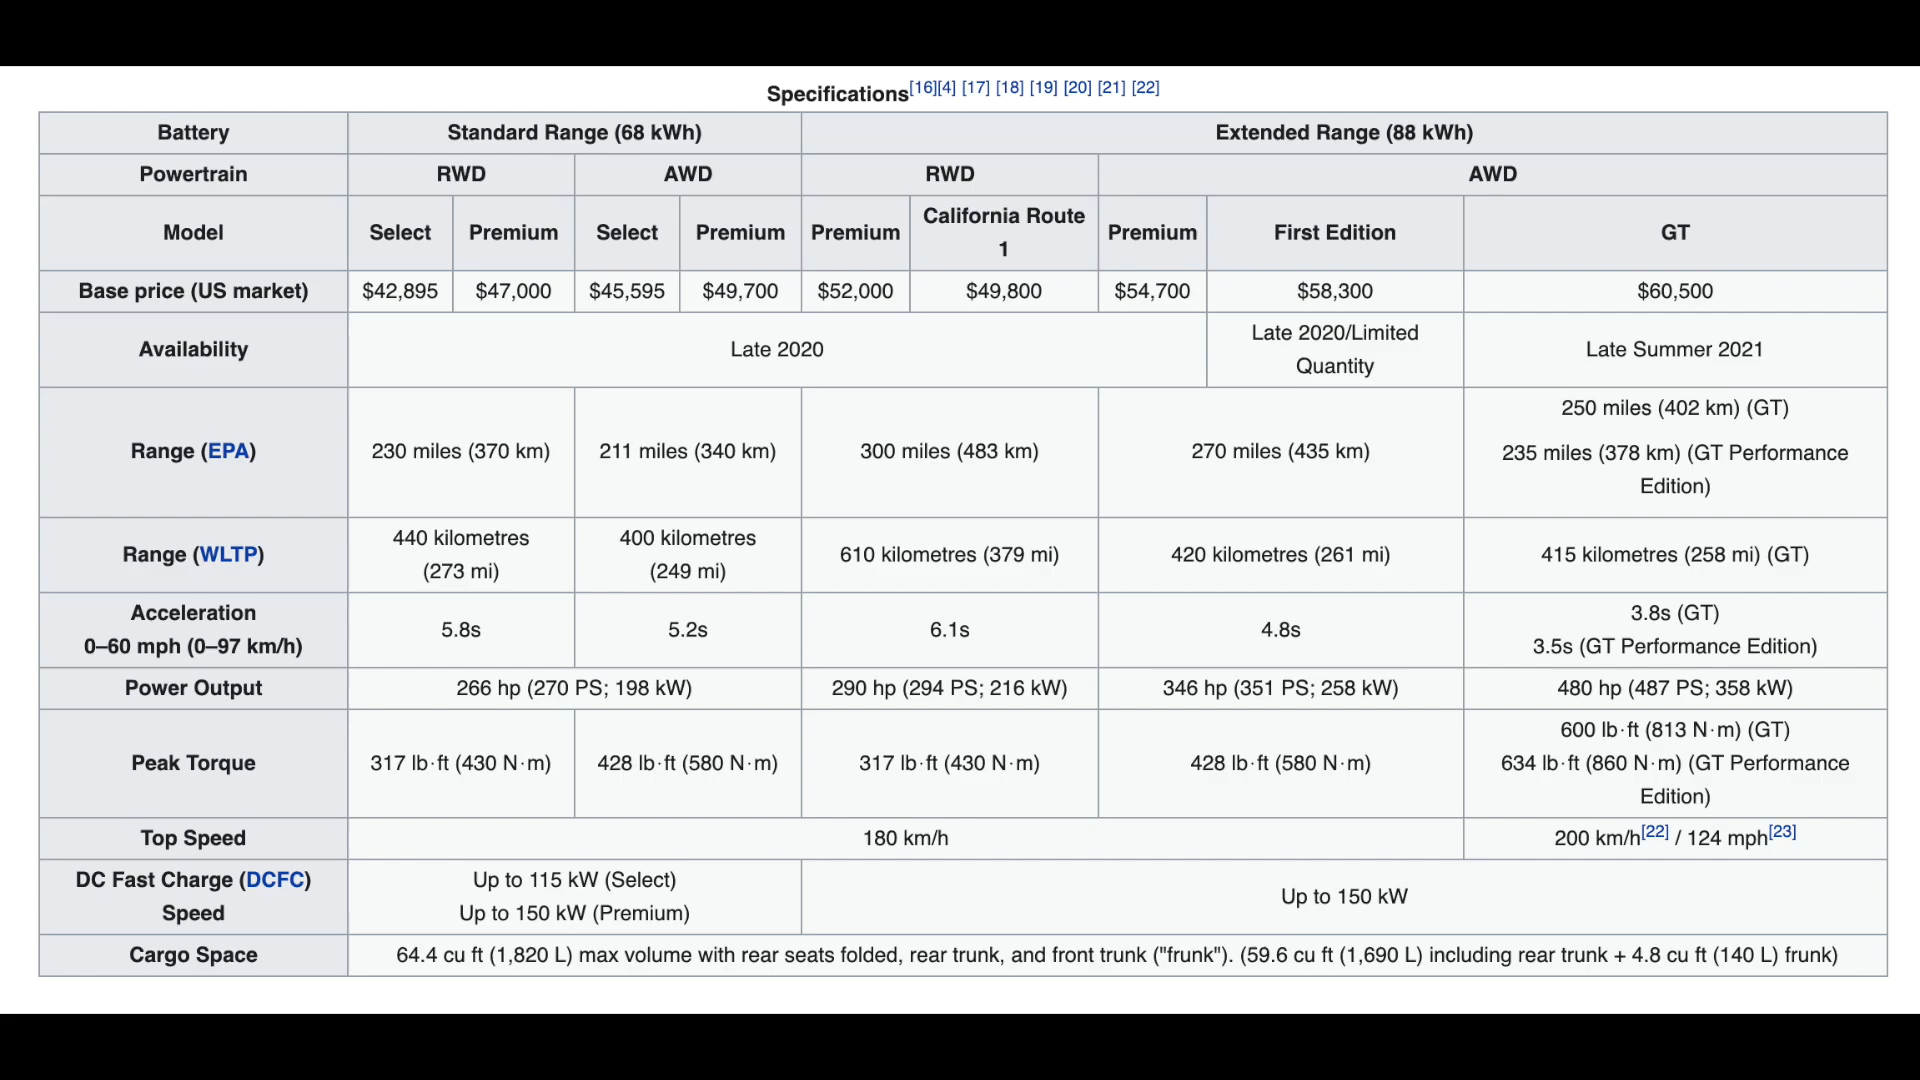 Specifications[16][4] [17] [18] [19] [20] [21] [22]
Battery Standard Range (68 kWh) Extended Range (88 kWh)
Powertrain RWD AWD RWD AWD
Model Select Premium Select Premium Premium California Route 1 Premium First Edition GT
Base price (US market) $42,895 $47,000 $45,595 $49,700 $52,000 $49,800 $54,700 $58,300 $60,500
Availability Late 2020 Late 2020/Limited Quantity Late Summer 2021
Range (EPA) 230 miles (370 km) 211 miles (340 km) 300 miles (483 km) 270 miles (435 km) 250 miles (402 km) (GT)
235 miles (378 km) (GT Performance
Edition)
Range (WLTP) 440 kilometres (273 mi) 400 kilometres (249 mi) 610 kilometres (379 mi) 420 kilometres (261 mi) 415 kilometres (258 mi) (GT)
Acceleration
0–60 mph (0–97 km/h) 5.8s 5.2s 6.1s 4.8s 3.8s (GT)
3.5s (GT Performance Edition)
Power Output 266 hp (270 PS; 198 kW) 290 hp (294 PS; 216 kW) 346 hp (351 PS; 258 kW) 480 hp (487 PS; 358 kW)
Peak Torque 317 lb·ft (430 N·m) 428 lb·ft (580 N·m) 317 lb·ft (430 N·m) 428 lb·ft (580 N·m) 600 lb·ft (813 N·m) (GT)
634 lb·ft (860 N·m) (GT Performance
Edition)
Top Speed 180 km/h 200 km/h[22] / 124 mph[23]
DC Fast Charge (DCFC)
Speed Up to 115 kW (Select)
Up to 150 kW (Premium) Up to 150 kW
Cargo Space 64.4 cu ft (1,820 L) max volume with rear seats folded, rear trunk, and front trunk ("frunk"). (59.6 cu ft (1,690 L) including rear trunk + 4.8 cu ft (140 L) frunk)